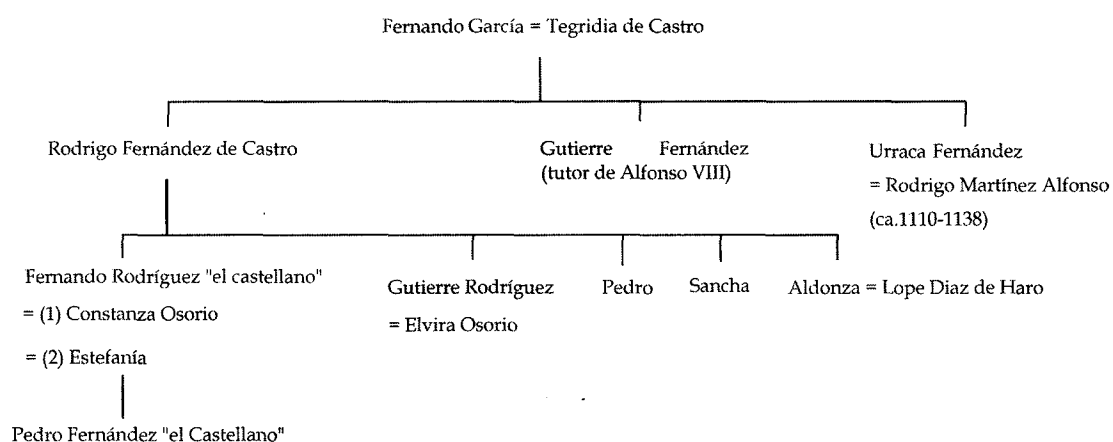 Fernando García = Tegridia de Castro
Rodrigo Fernández de Castro
Gutierre Fernández
(tutor de Alfonso VIII)
Urraca Fernández
= Rodrigo Martínez Alfonso
(ca.1110-1138)
Fernando Rodríguez "el castellano"
= (1) Constanza Osorio
= (2) Estefanía
Gutierre Rodríguez
= Elvira Osorio
Pedro
Sancha
Aldonza = Lope Diaz de Haro
Pedro Fernández "el Castellano"